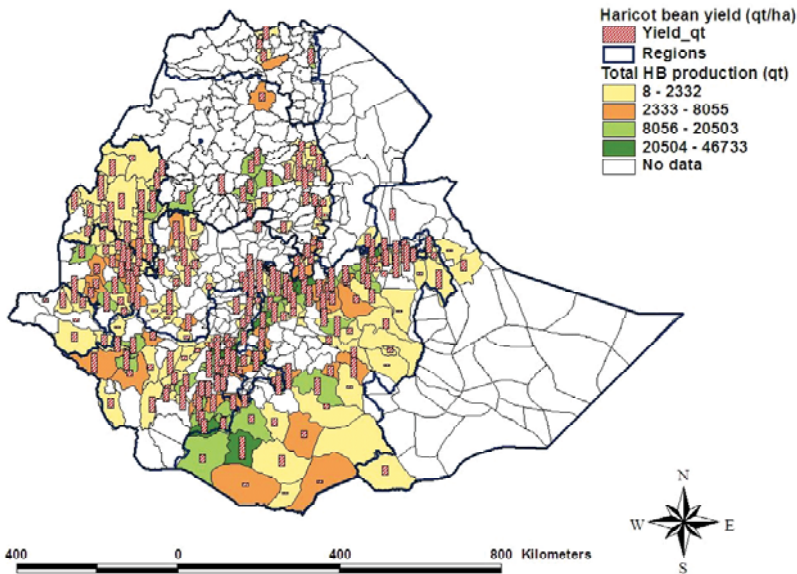 Haricot bean yield (qt/ha)
Yield_qt
Regions
Total HB production (qt)
8 - 2332
2333 - 8055
8056 - 20503
20504 - 46733
No data
N
W E
S
400 0 400 800 Kilometers